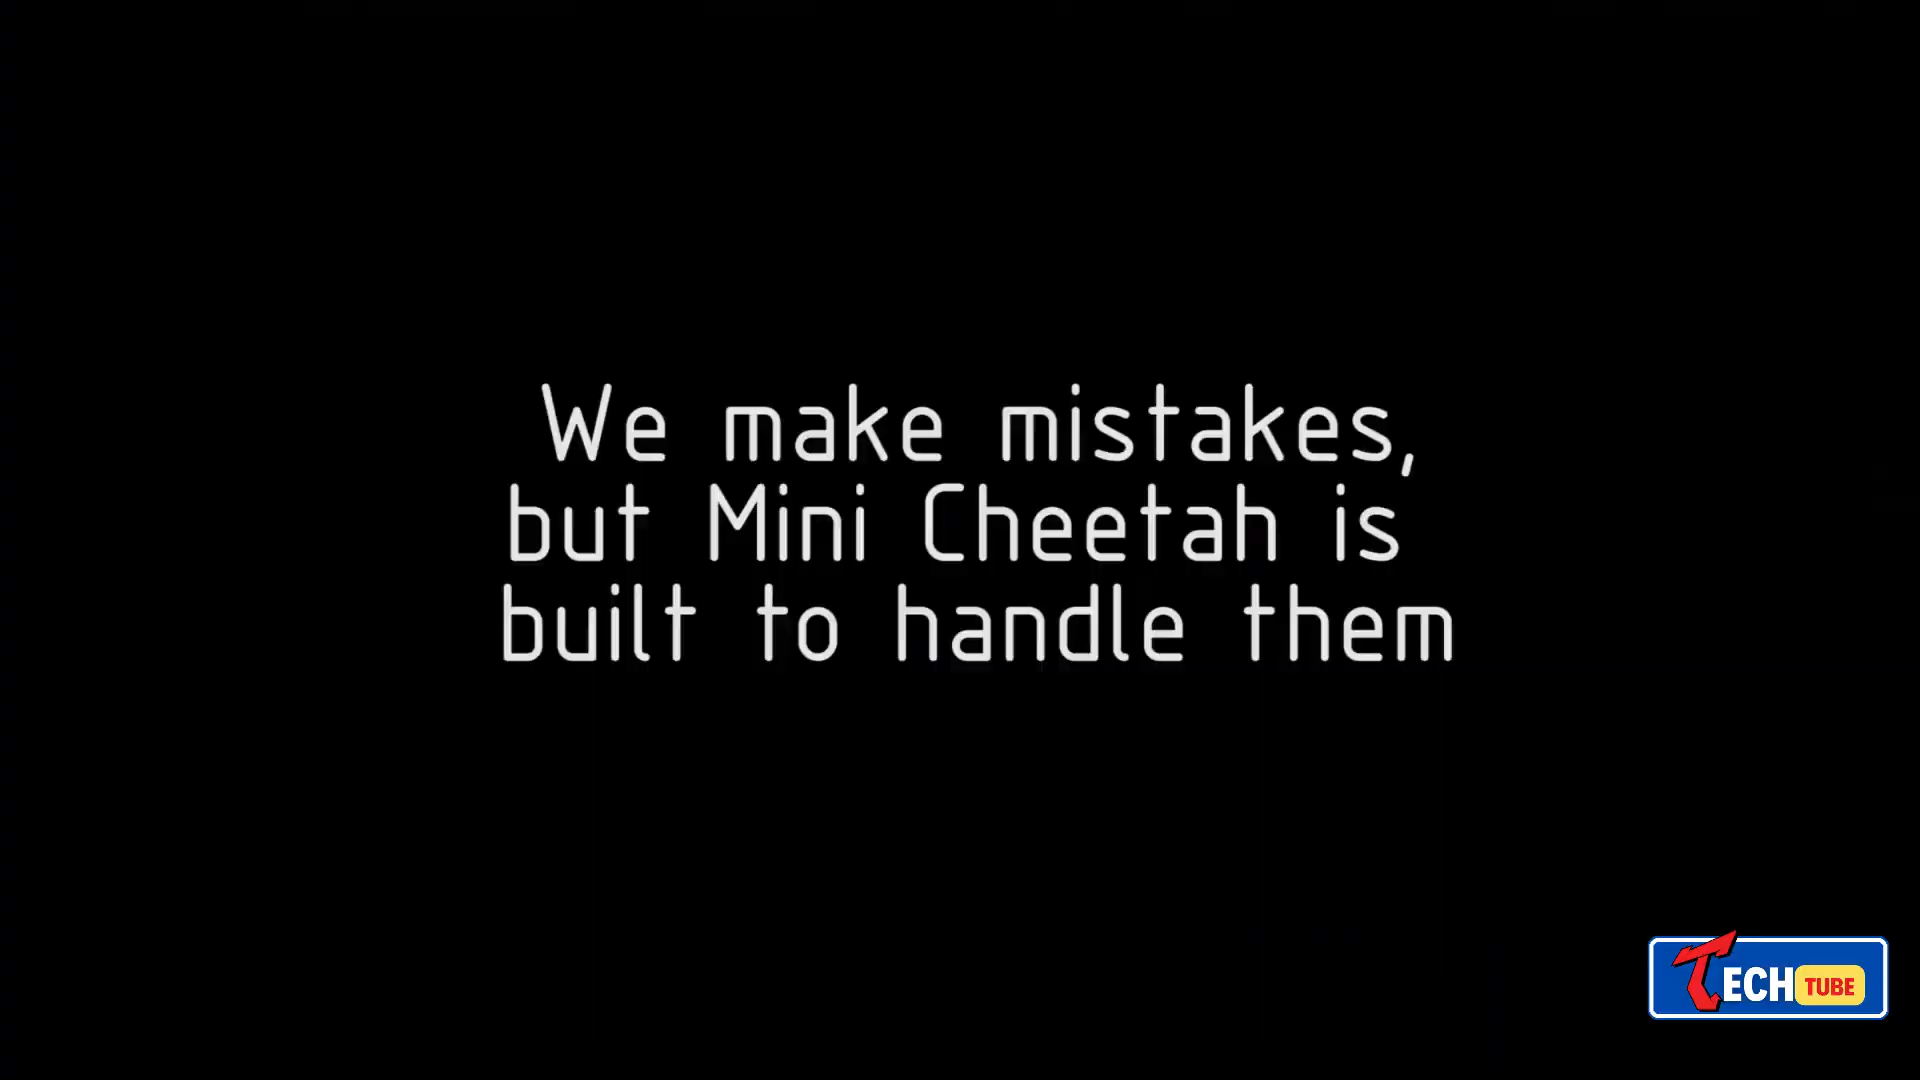 We make mistakes,
but Mini Cheetah is
built to handle them
TECH TUBE